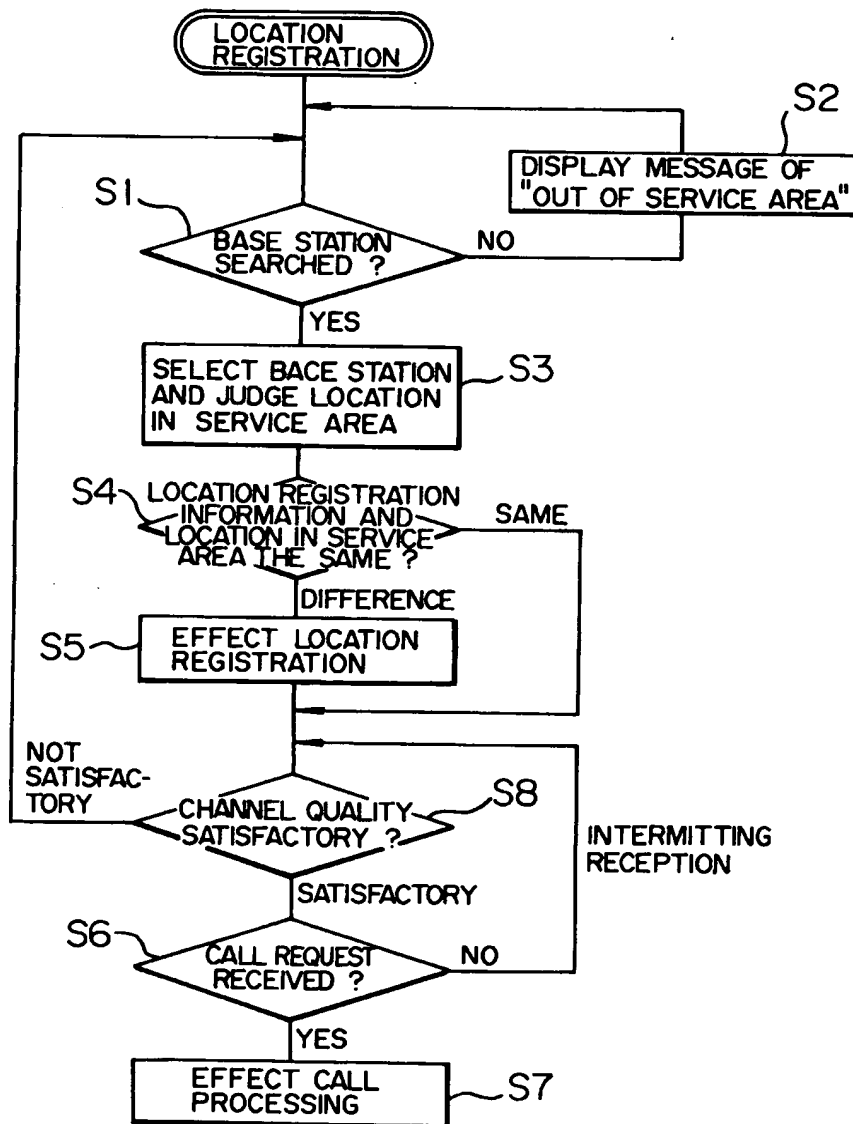 LOCATION
REGISTRATION
S2
DISPLAY MESSAGE OF
"OUT OF SERVICE AREA"
S1
BASE STATION
SEARCHED ?
NO
YES
S3
SELECT BACE STATION
AND JUDGE LOCATION
IN SERVICE AREA
S4
LOCATION REGISTRATION
INFORMATION AND
LOCATION IN SERVICE
AREA THE SAME ?
SAME
DIFFERENCE
S5
EFFECT LOCATION
REGISTRATION
NOT
SATISFAC-
TORY
S8
CHANNEL QUALITY
SATISFACTORY ?
INTERMITTING
RECEPTION
SATISFACTORY
S6
CALL REQUEST
RECEIVED ?
NO
YES
S7
EFFECT CALL
PROCESSING